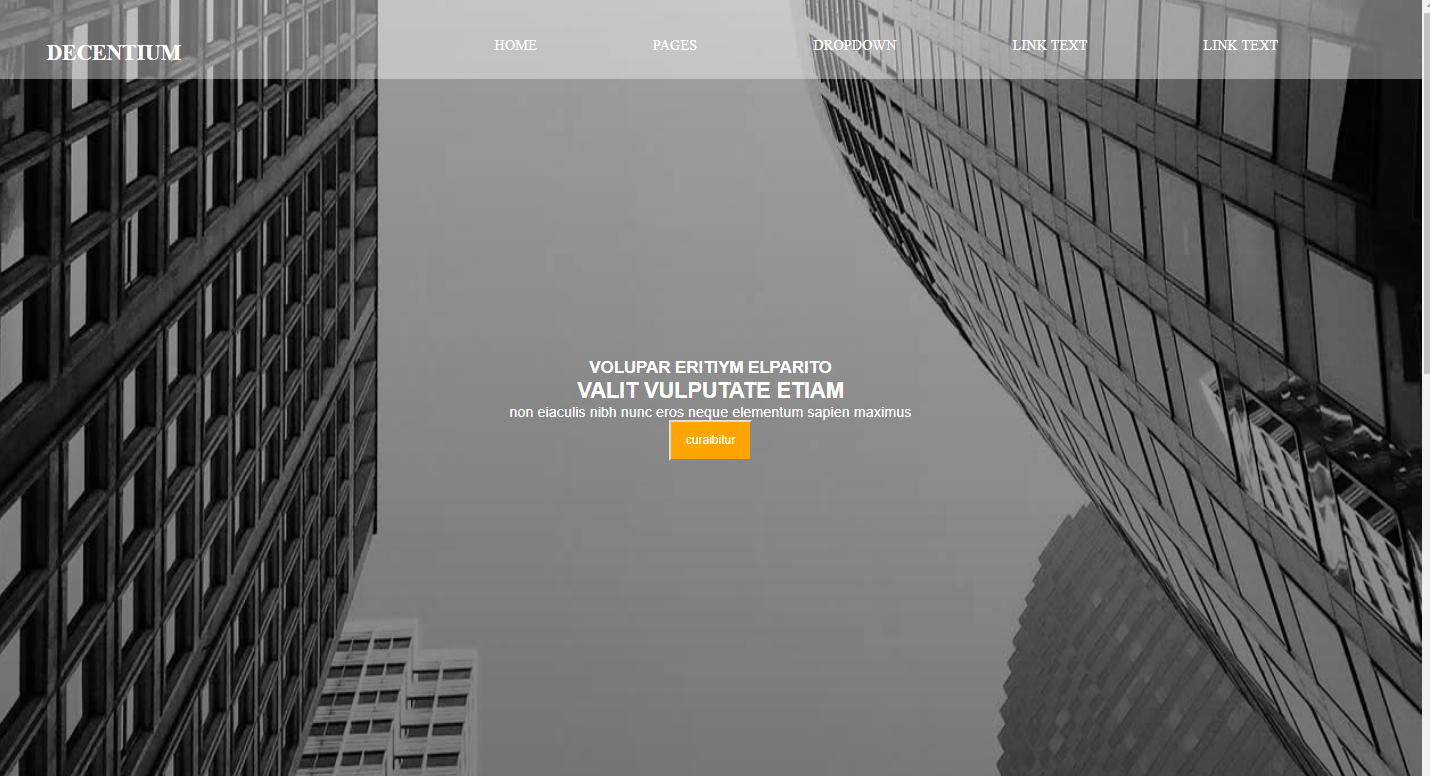 DECENTIUM
HOME PAGES DROPDOWN LINK TEXT LINK TEXT
VOLUPAR ERITIYM ELPARITO
VALIT VULPUTATE ETIAM
non eiaculis nibh nunc eros neque elementum sapien maximus
curaibitur